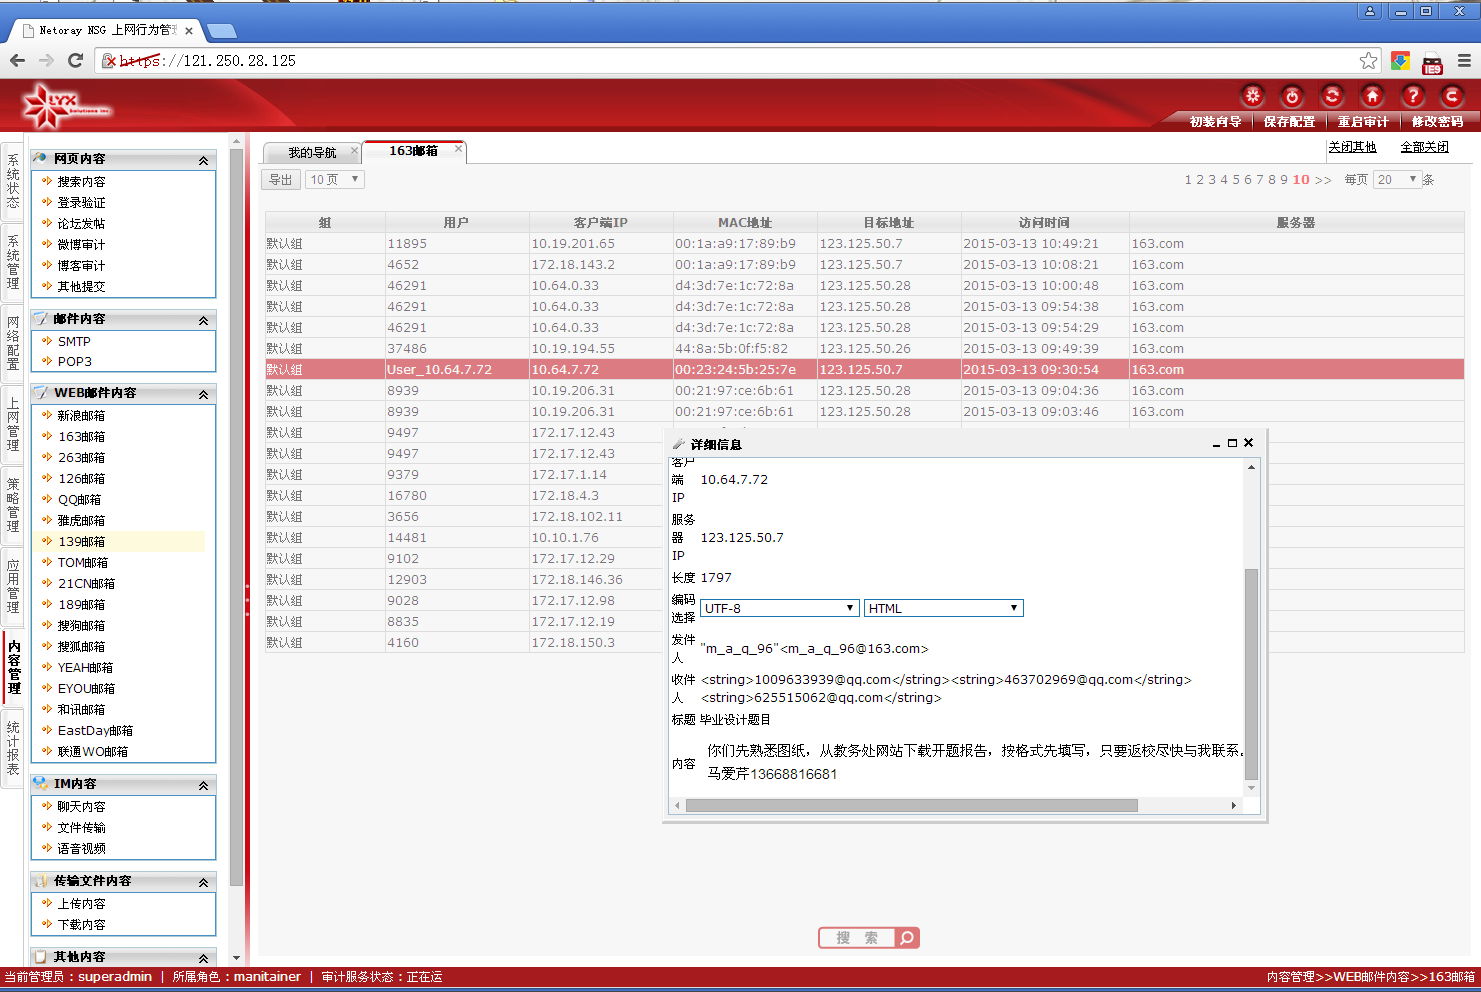 Netoray NSG 上网行为管理
https://121.250.28.125
IE9
LYX
Solutions Inc
初装向导 保存配置 重启审计 修改密码
系统状态
系统管理
网络配置
上网管理
策略管理
应用管理
内容管理
统计报表
网页内容
搜索内容
登录验证
论坛发帖
微博审计
博客审计
其他提交
邮件内容
SMTP
POP3
WEB邮件内容
新浪邮箱
163邮箱
263邮箱
126邮箱
QQ邮箱
雅虎邮箱
139邮箱
TOM邮箱
21CN邮箱
189邮箱
搜狗邮箱
搜狐邮箱
YEAH邮箱
EYOU邮箱
和讯邮箱
EastDay邮箱
联通WO邮箱
IM内容
聊天内容
文件传输
语音视频
传输文件内容
上传内容
下载内容
其他内容
我的导航 163邮箱 关闭其他 全部关闭
导出 10 页 1 2 3 4 5 6 7 8 9 10 >> 每页 20 条
组 用户 客户端IP MAC地址 目标地址 访问时间 服务器
默认组 11895 10.19.201.65 00:1a:a9:17:89:b9 123.125.50.7 2015-03-13 10:49:21 163.com
默认组 4652 172.18.143.2 00:1a:a9:17:89:b9 123.125.50.7 2015-03-13 10:08:21 163.com
默认组 46291 10.64.0.33 d4:3d:7e:1c:72:8a 123.125.50.28 2015-03-13 10:00:48 163.com
默认组 46291 10.64.0.33 d4:3d:7e:1c:72:8a 123.125.50.28 2015-03-13 09:54:38 163.com
默认组 46291 10.64.0.33 d4:3d:7e:1c:72:8a 123.125.50.28 2015-03-13 09:54:29 163.com
默认组 37486 10.19.194.55 44:8a:5b:0f:f5:82 123.125.50.26 2015-03-13 09:49:39 163.com
默认组 User_10.64.7.72 10.64.7.72 00:23:24:5b:25:7e 123.125.50.7 2015-03-13 09:30:54 163.com
默认组 8939 10.19.206.31 00:21:97:ce:6b:61 123.125.50.28 2015-03-13 09:04:36 163.com
默认组 8939 10.19.206.31 00:21:97:ce:6b:61 123.125.50.28 2015-03-13 09:03:46 163.com
默认组 9497 172.17.12.43
默认组 9497 172.17.12.43
默认组 9379 172.17.1.14
默认组 16780 172.18.4.3
默认组 3656 172.18.102.11
默认组 14481 10.10.1.76
默认组 9102 172.17.12.29
默认组 12903 172.18.146.36
默认组 9028 172.17.12.98
默认组 8835 172.17.12.19
默认组 4160 172.18.150.3
详细信息
客户
端 10.64.7.72
IP
服务
器 123.125.50.7
IP
长度 1797
编码
选择 UTF-8 HTML
发件
人 "m_a_q_96"<m_a_q_96@163.com>
收件 <string>1009633939@qq.com</string><string>463702969@qq.com</string>
人 <string>625515062@qq.com</string>
标题 毕业设计题目
内容 你们先熟悉图纸，从教务处网站下载开题报告，按格式先填写，只要返校尽快与我联系。
马爱芹13668816681
搜 索
当前管理员：superadmin | 所属角色：manitainer | 审计服务状态：正在运
内容管理>>WEB邮件内容>>163邮箱